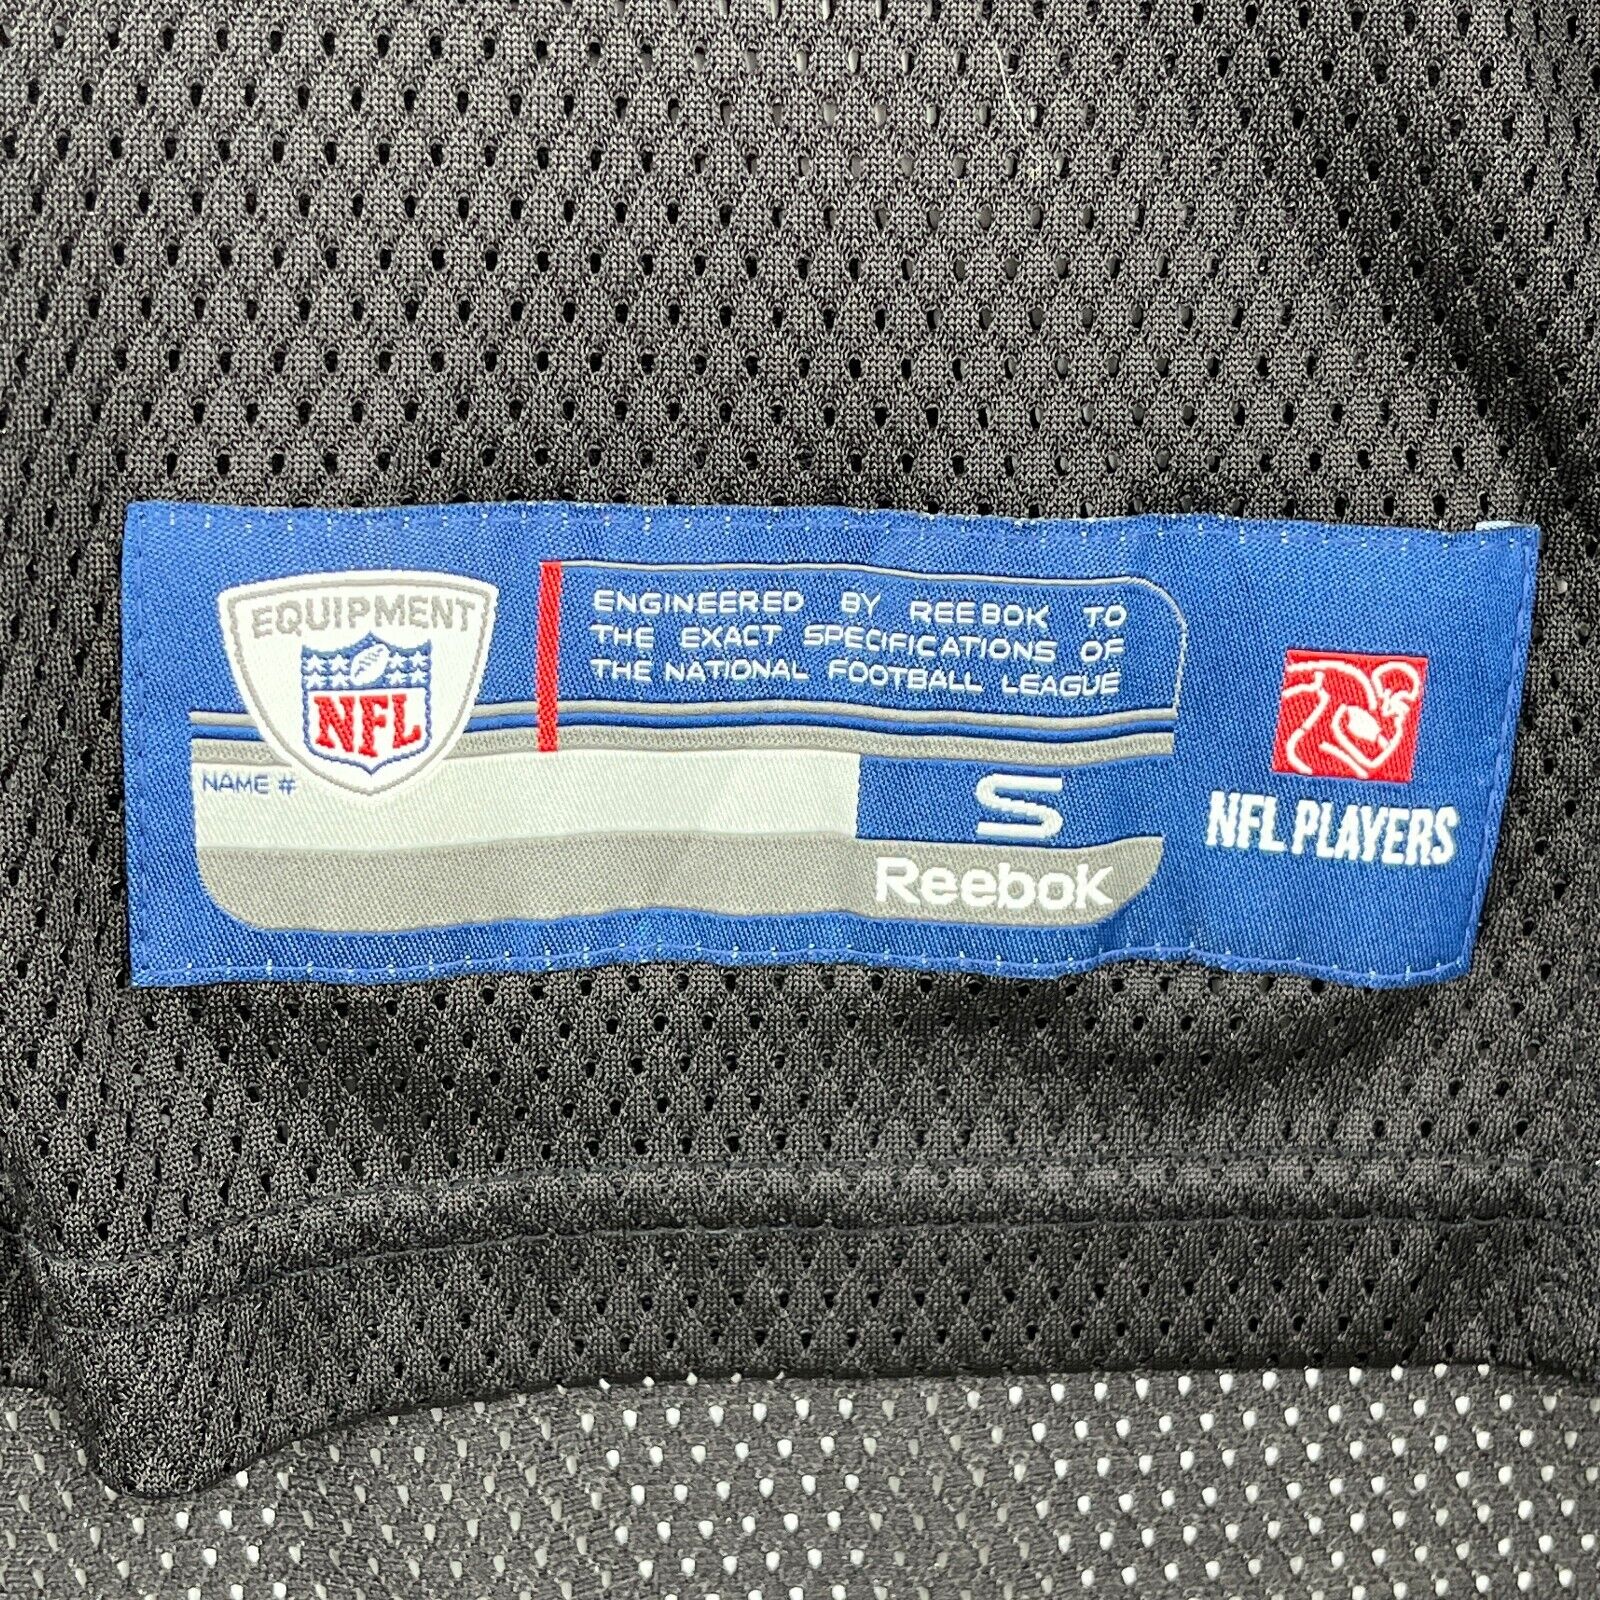 EQUIPMENT
NFL
ENGINEERED BY REEBOK TO
THE EXACT SPECIFICATIONS OF
THE NATIONAL FOOTBALL LEAGUE
NAME #
S
Reebok
NFL PLAYERS